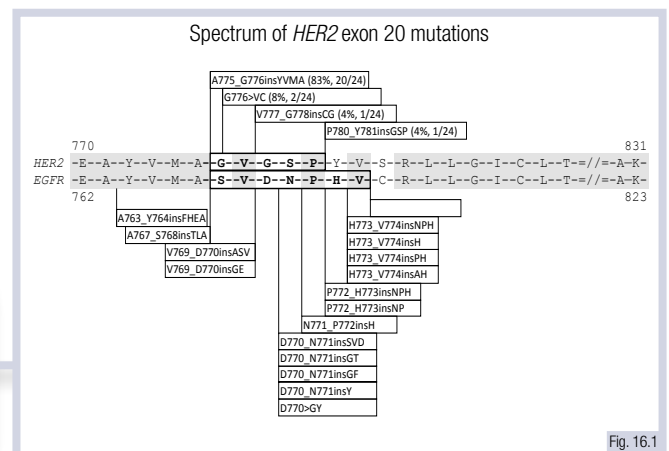 Spectrum of HER2 exon 20 mutations
A775_G776insYVMA (83%, 20/24)
G776>VC (8%, 2/24)
V777_G778insCG (4%, 1/24)
P780_Y781insGSP (4%, 1/24)
770 831
HER2 -E--A--Y--V--M--A--G--V--G--S--P--Y--V--S--R--L--L--G--I--C--L--T-=//=-A-K-
EGFR -E--A--Y--V--M--A--S--V--D--N--P--H--V--C--R--L--L--G--I--C--L--T-=//=-A-K-
762 823
A763_Y764insFHEA
A767_S768insTLA
V769_D770insASV
V769_D770insGE
H773_V774insNPH
H773_V774insH
H773_V774insPH
H773_V774insAH
P772_H773insNPH
P772_H773insNP
N771_P772insH
D770_N771insSVD
D770_N771insGT
D770_N771insGF
D770_N771insY
D770>GY
Fig. 16.1